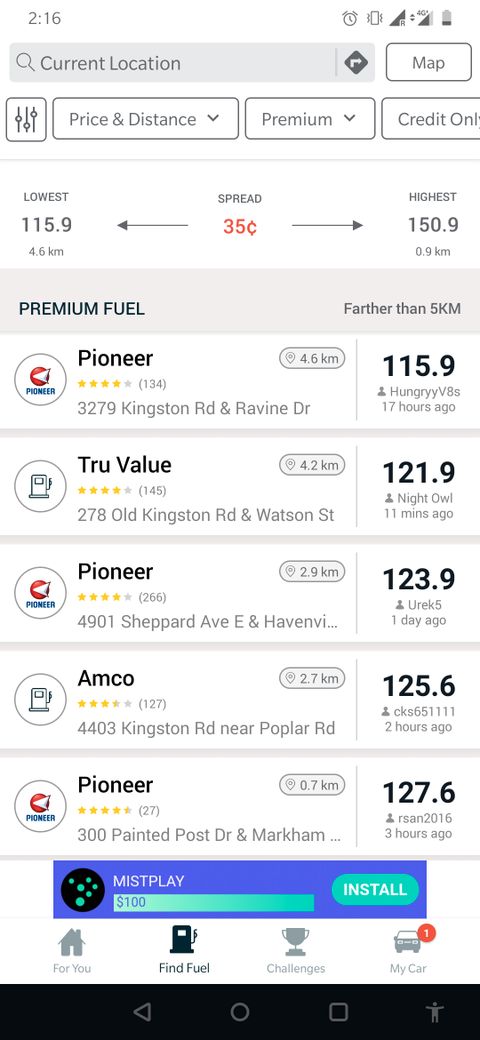 2:16
4G+
R
Current Location
Map
Price & Distance
Premium
Credit Only
LOWEST
SPREAD
HIGHEST
115.9
35¢
150.9
4.6 km
0.9 km
PREMIUM FUEL
Farther than 5KM
Pioneer
4.6 km
115.9
PIONEER
(134)
HungryyV8s
3279 Kingston Rd & Ravine Dr
17 hours ago
Tru Value
4.2 km
121.9
(145)
Night Owl
278 Old Kingston Rd & Watson St
11 mins ago
Pioneer
2.9 km
123.9
PIONEER
(266)
Urek5
4901 Sheppard Ave E & Havenvi...
1 day ago
Amco
2.7 km
125.6
(127)
cks651111
4403 Kingston Rd near Poplar Rd
2 hours ago
Pioneer
0.7 km
127.6
PIONEER
(27)
rsan2016
300 Painted Post Dr & Markham ...
3 hours ago
MISTPLAY
$100
INSTALL
1
For You
Find Fuel
Challenges
My Car